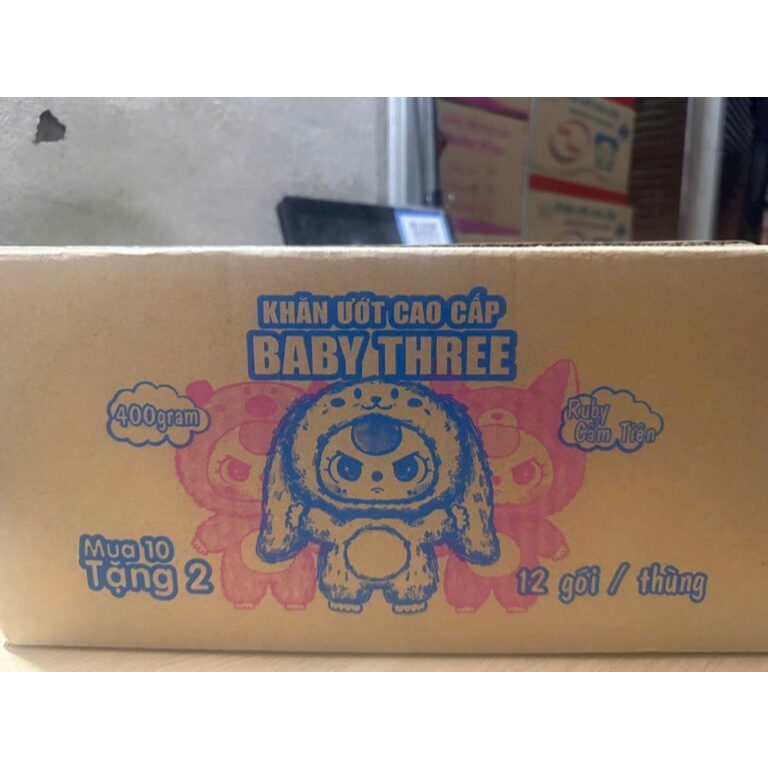 KHĂN ƯỚT CAO CẤP
BABY THREE
400gram
Ruby
Cẩm Tiên
Mua 10
Tặng 2
12 gói / thùng